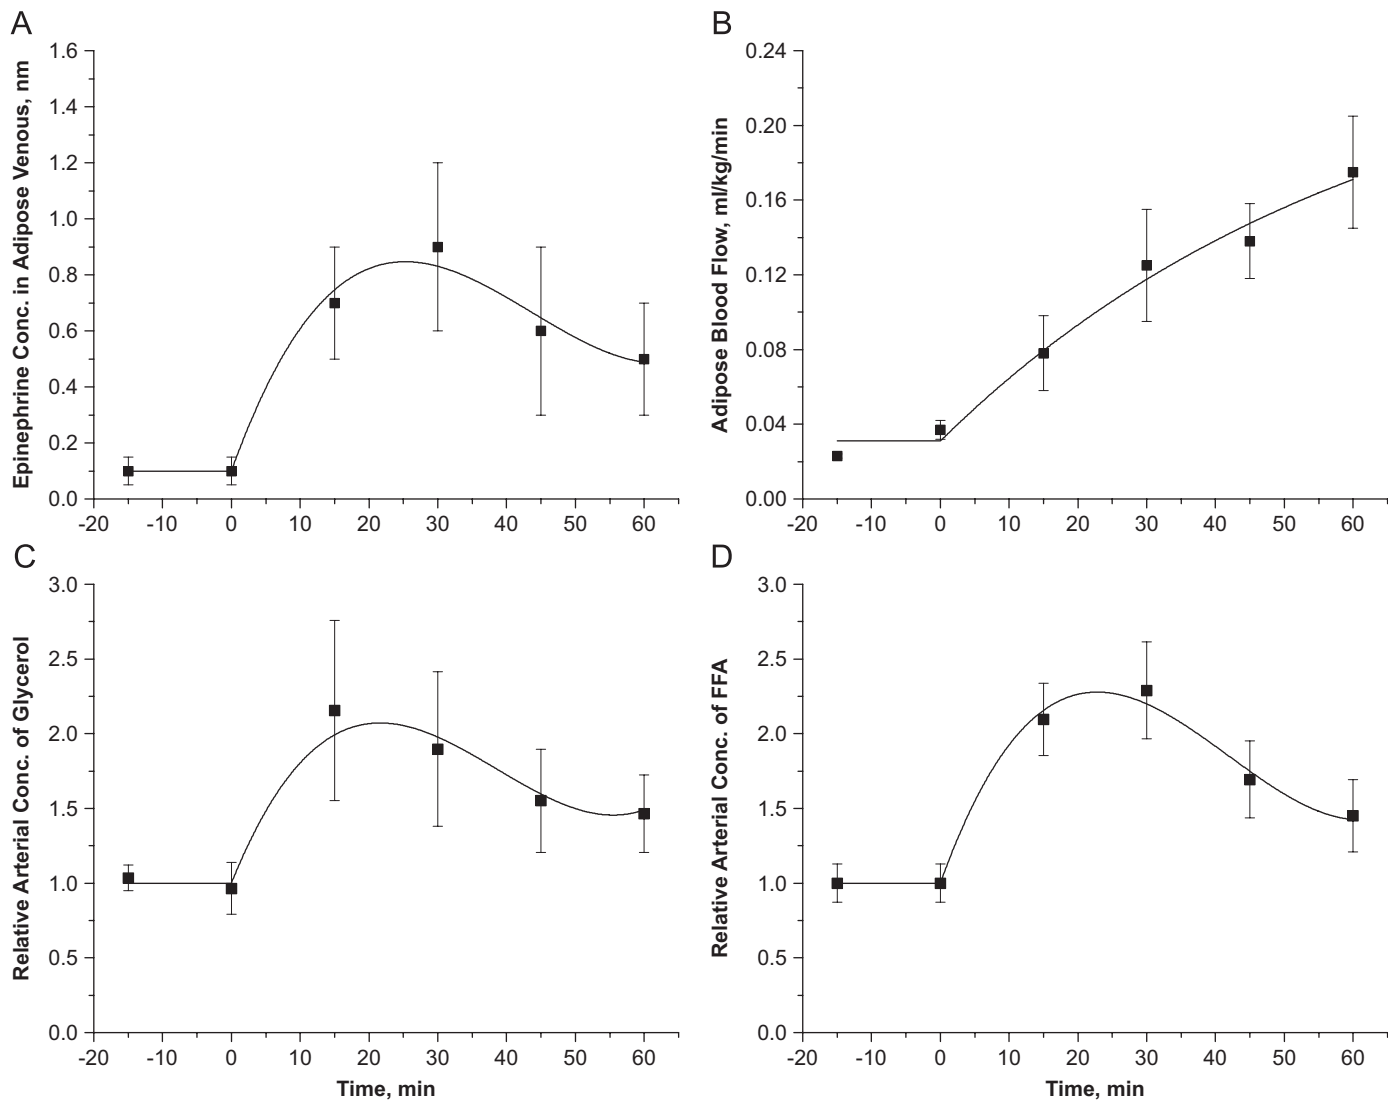 A
Epinephrine Conc. in Adipose Venous, nm
1.6
1.4
1.2
1.0
0.8
0.6
0.4
0.2
0.0
-20 -10 0 10 20 30 40 50 60
B
Adipose Blood Flow, ml/kg/min
0.24
0.20
0.16
0.12
0.08
0.04
0.00
-20 -10 0 10 20 30 40 50 60
C
Relative Arterial Conc. of Glycerol
3.0
2.5
2.0
1.5
1.0
0.5
0.0
-20 -10 0 10 20 30 40 50 60
Time, min
D
Relative Arterial Conc. of FFA
3.0
2.5
2.0
1.5
1.0
0.5
0.0
-20 -10 0 10 20 30 40 50 60
Time, min